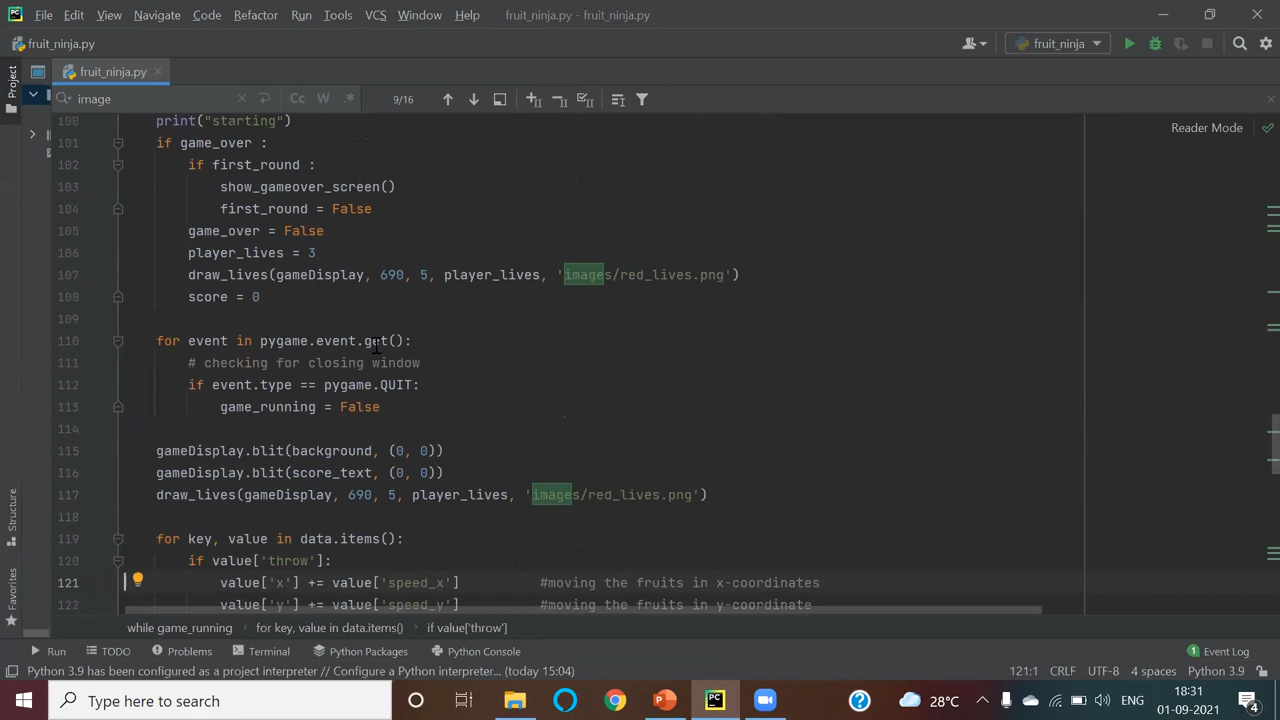 PC File Edit View Navigate Code Refactor Run Tools VCS Window Help fruit_ninja.py - fruit_ninja.py
fruit_ninja.py fruit_ninja
Project fruit_ninja.py
image Cc W .* 9/16
Reader Mode
100 print("starting")
101 if game_over :
102 if first_round :
103 show_gameover_screen()
104 first_round = False
105 game_over = False
106 player_lives = 3
107 draw_lives(gameDisplay, 690, 5, player_lives, 'images/red_lives.png')
108 score = 0
109
110 for event in pygame.event.get():
111 # checking for closing window
112 if event.type == pygame.QUIT:
113 game_running = False
114
115 gameDisplay.blit(background, (0, 0))
116 gameDisplay.blit(score_text, (0, 0))
117 draw_lives(gameDisplay, 690, 5, player_lives, 'images/red_lives.png')
118
119 for key, value in data.items():
120 if value['throw']:
121 value['x'] += value['speed_x'] #moving the fruits in x-coordinates
122 value['y'] += value['speed_y'] #moving the fruits in y-coordinate
Structure
Favorites
while game_running for key, value in data.items() if value['throw']
Run TODO Problems Terminal Python Packages Python Console 1 Event Log
Python 3.9 has been configured as a project interpreter // Configure a Python interpreter... (today 15:04) 121:1 CRLF UTF-8 4 spaces Python 3.9
Type here to search PC 28°C ENG 18:31 01-09-2021 4